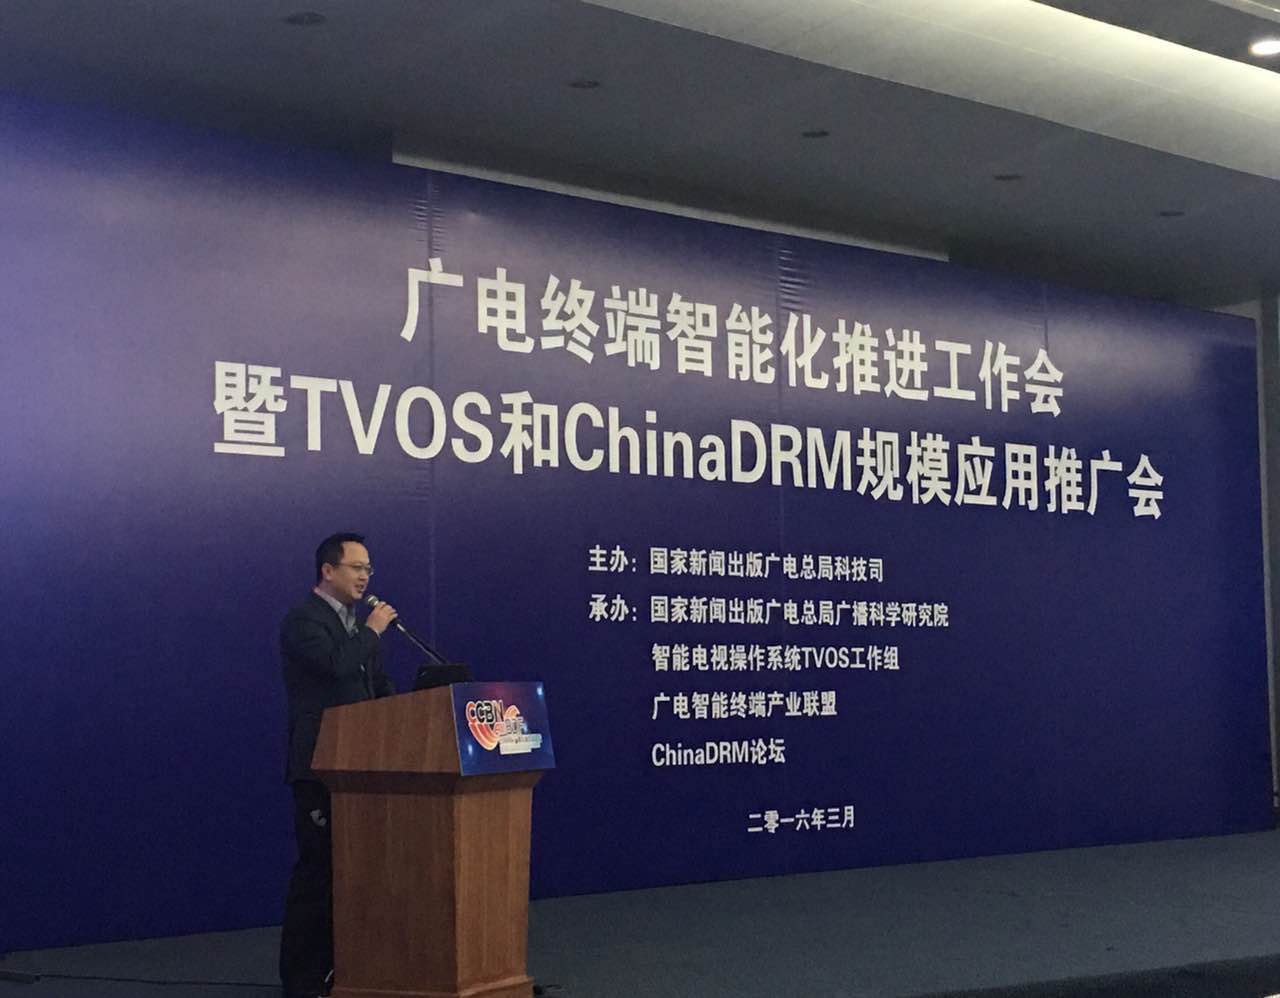 广电终端智能化推进工作会
暨TVOS和ChinaDRM规模应用推广会
主办：国家新闻出版广电总局科技司
承办：国家新闻出版广电总局广播科学研究院
智能电视操作系统TVOS工作组
广电智能终端产业联盟
ChinaDRM论坛
二零一六年三月
CCBN